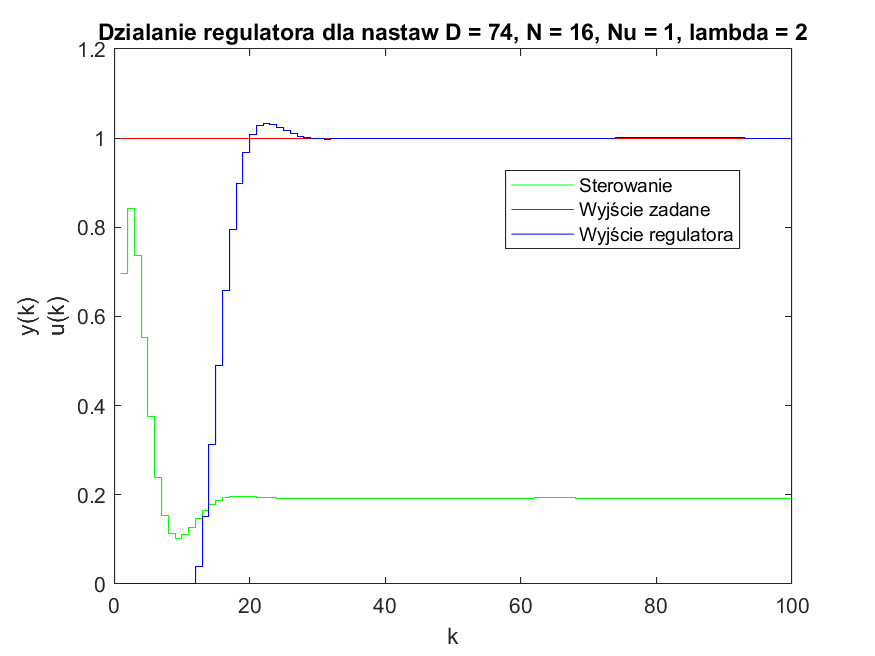 Dzialanie regulatora dla nastaw D = 74, N = 16, Nu = 1, lambda = 2
1.2
1
0.8
0.6
0.4
0.2
0
y(k)
u(k)
Sterowanie
Wyjście zadane
Wyjście regulatora
0
20
40
60
80
100
k